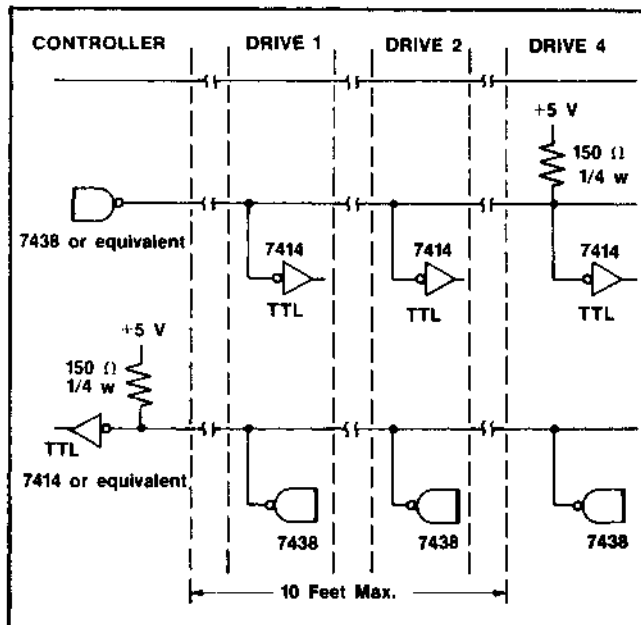 CONTROLLER DRIVE 1 DRIVE 2 DRIVE 4
+5 V
150 Ω
1/4 w
7438 or equivalent
7414
TTL
7414
TTL
7414
TTL
+5 V
150 Ω
1/4 w
TTL
7414 or equivalent
7438
7438
7438
10 Feet Max.